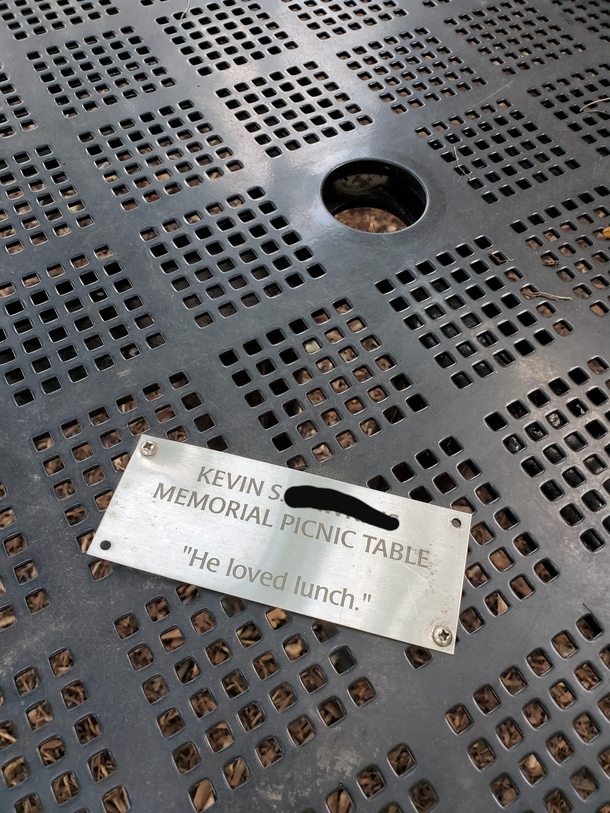 KEVIN S.
MEMORIAL PICNIC TABLE
"He loved lunch."